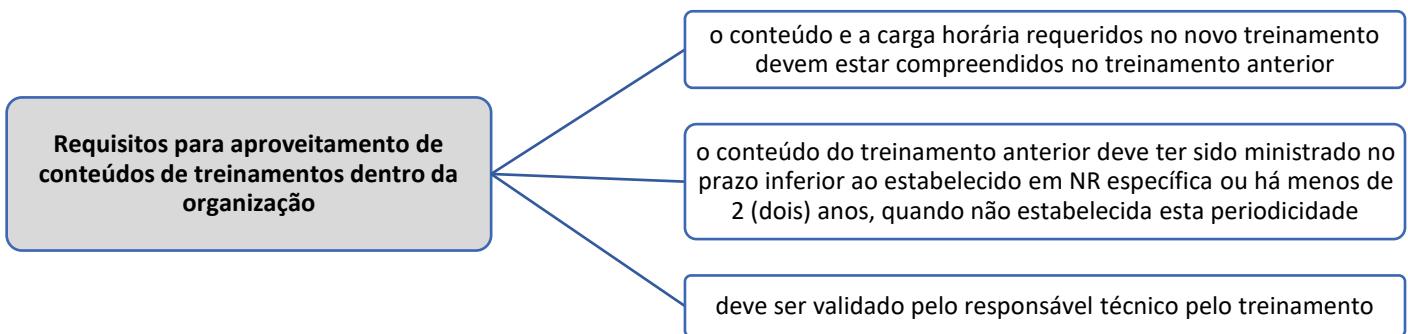 Requisitos para aproveitamento de
conteúdos de treinamentos dentro da
organização
o conteúdo e a carga horária requeridos no novo treinamento
devem estar compreendidos no treinamento anterior
o conteúdo do treinamento anterior deve ter sido ministrado no
prazo inferior ao estabelecido em NR específica ou há menos de
2 (dois) anos, quando não estabelecida esta periodicidade
deve ser validado pelo responsável técnico pelo treinamento